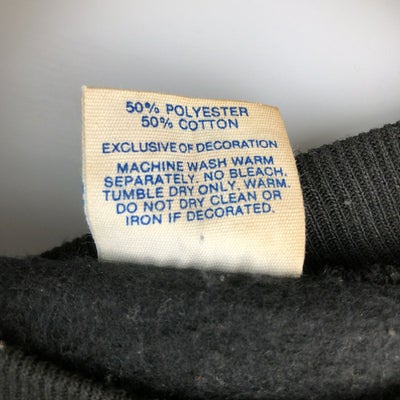 50% POLYESTER
50% COTTON
EXCLUSIVE OF DECORATION
MACHINE WASH WARM
SEPARATELY. NO BLEACH.
TUMBLE DRY ONLY, WARM.
DO NOT DRY CLEAN OR
IRON IF DECORATED.